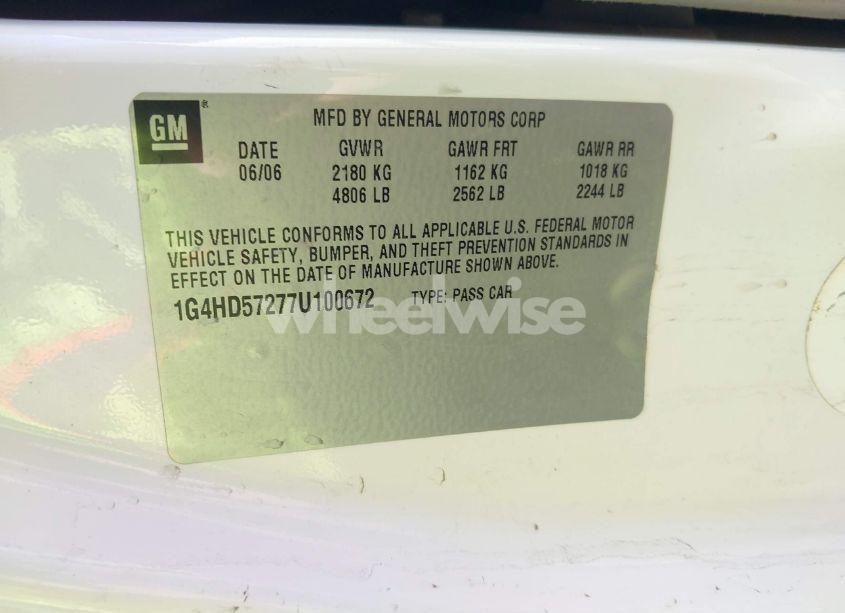 GM
MFD BY GENERAL MOTORS CORP
DATE GVWR GAWR FRT GAWR RR
06/06 2180 KG 1162 KG 1018 KG
4806 LB 2562 LB 2244 LB
THIS VEHICLE CONFORMS TO ALL APPLICABLE U.S. FEDERAL MOTOR
VEHICLE SAFETY, BUMPER, AND THEFT PREVENTION STANDARDS IN
EFFECT ON THE DATE OF MANUFACTURE SHOWN ABOVE.
1G4HD57277U100672 TYPE: PASS CAR
wheelwise